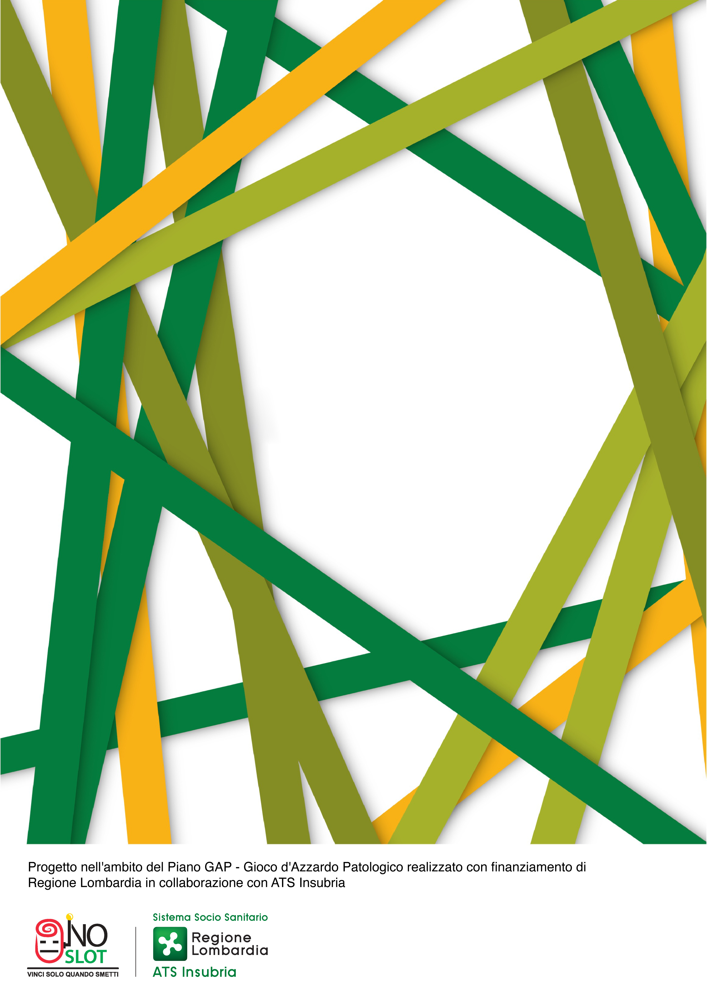 Progetto nell'ambito del Piano GAP - Gioco d'Azzardo Patologico realizzato con finanziamento di
Regione Lombardia in collaborazione con ATS Insubria
NO
SLOT
VINCI SOLO QUANDO SMETTI
Sistema Socio Sanitario
Regione
Lombardia
ATS Insubria